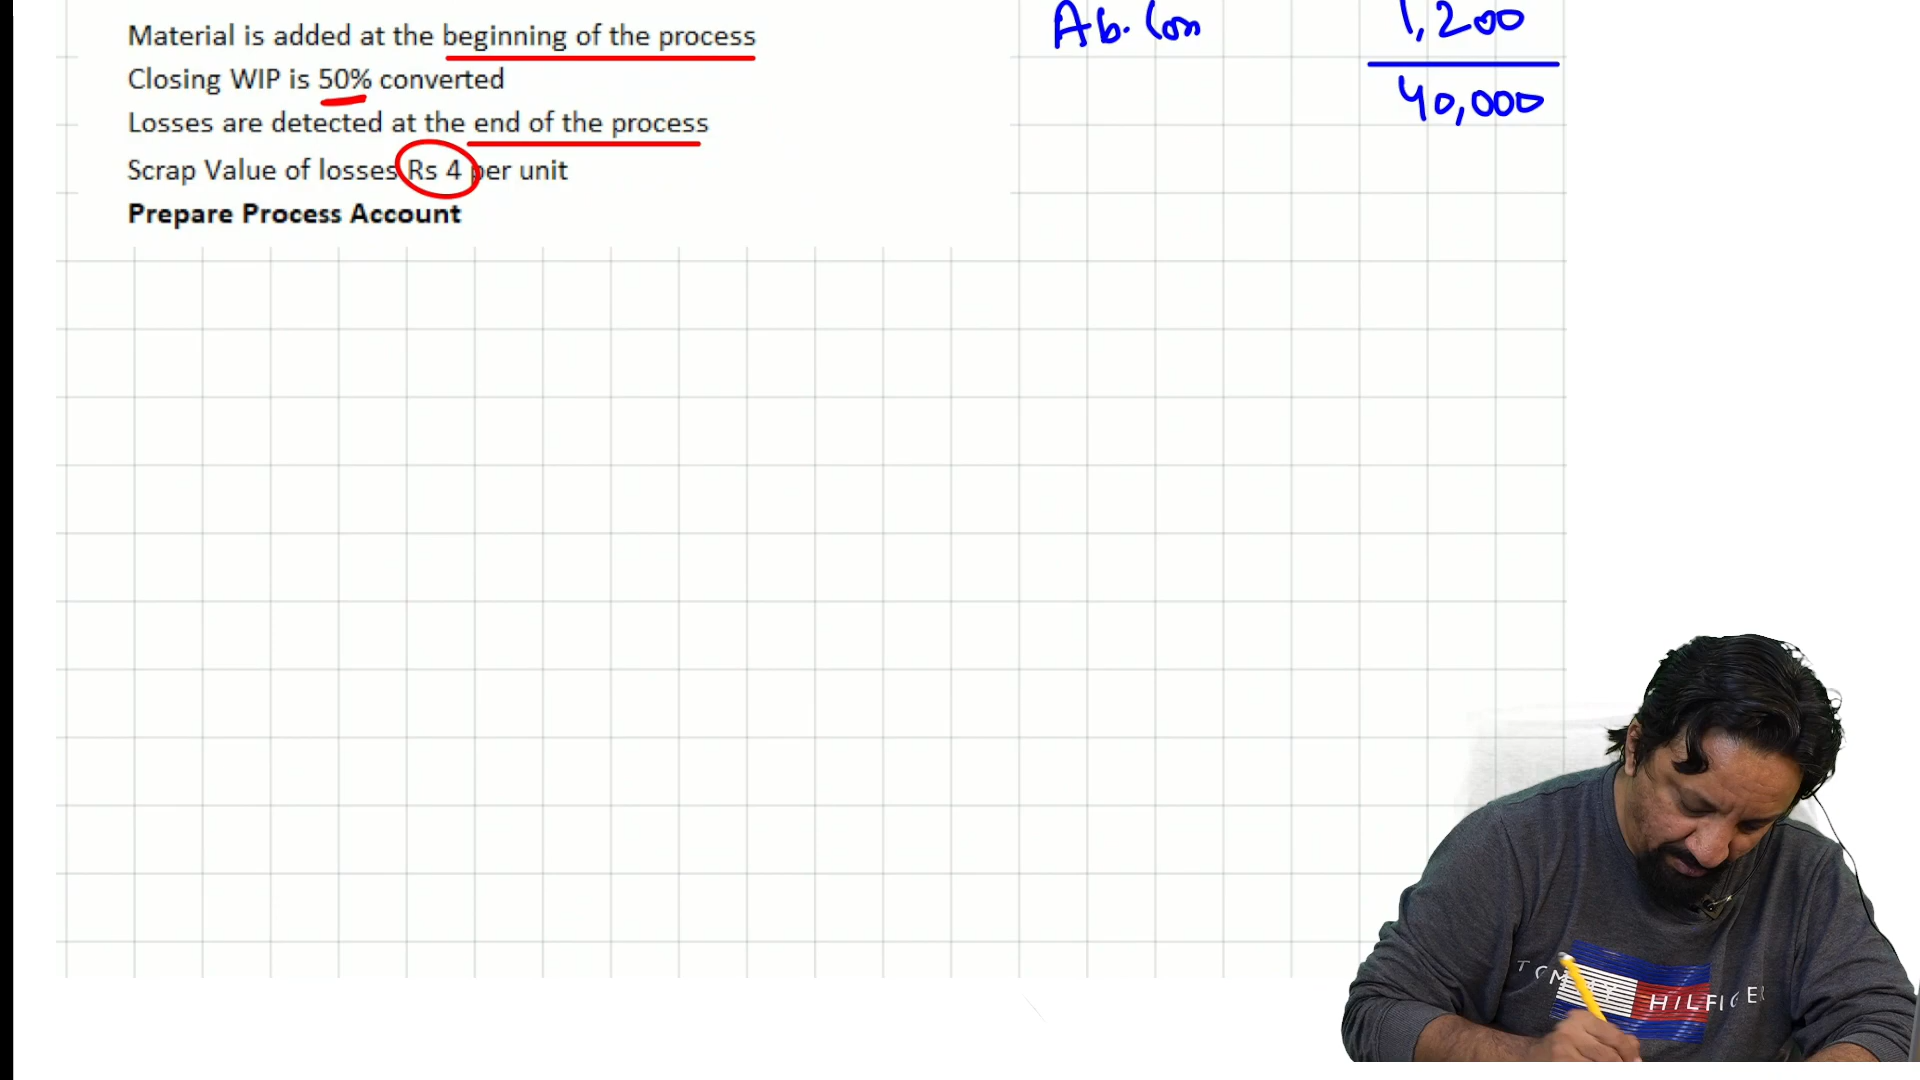 Material is added at the beginning of the process
Closing WIP is 50% converted
Losses are detected at the end of the process
Scrap Value of losses Rs 4 per unit
Prepare Process Account
Ab. Loss 1,200
40,000
TOMMY HILFIGER